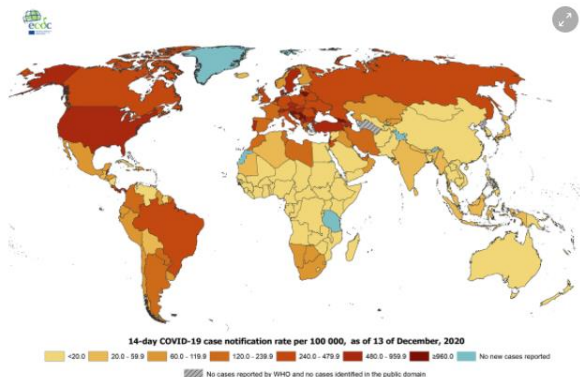 ecdc
14-day COVID-19 case notification rate per 100 000, as of 13 of December, 2020
<20.0 20.0 - 59.9 60.0 - 119.9 120.0 - 239.9 240.0 - 479.9 480.0 - 959.9 ≥960.0 No new cases reported
No cases reported by WHO and no cases identified in the public domain